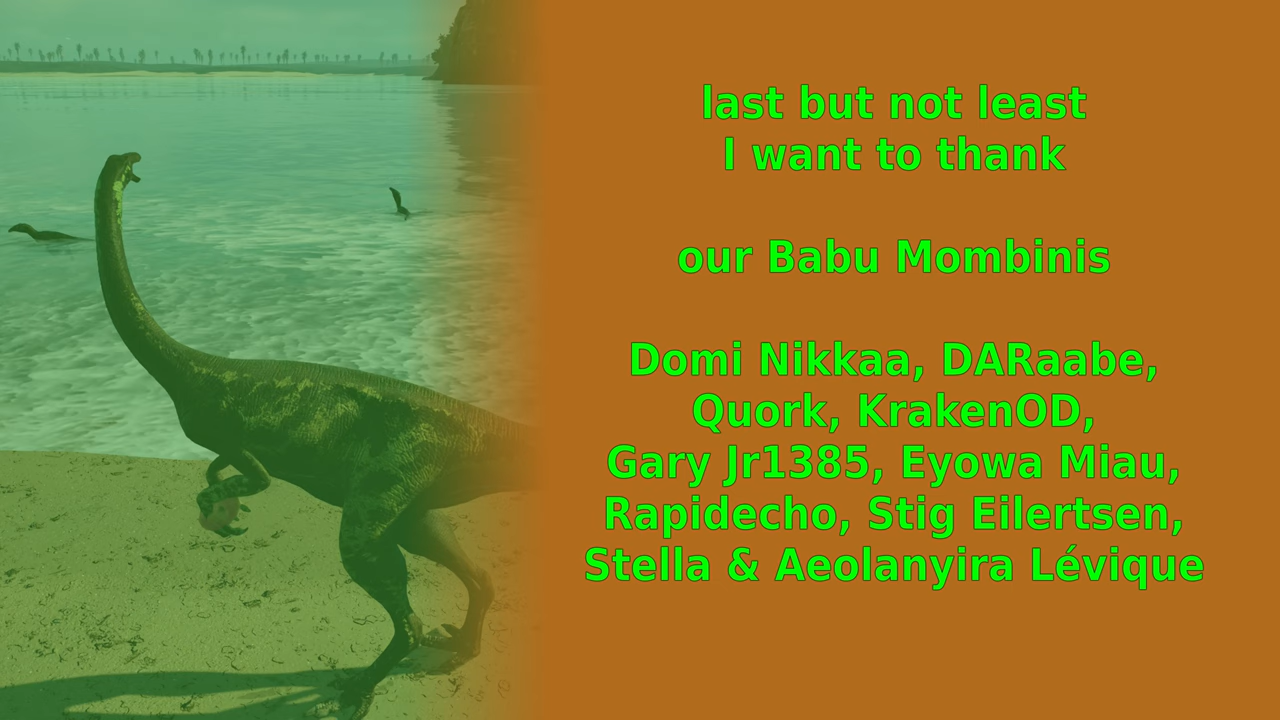 last but not least
I want to thank
our Babu Mombinis
Domi Nikkaa, DARaabe,
Quork, KrakenOD,
Gary Jr1385, Eyowa Miau,
Rapidecho, Stig Eilertsen,
Stella & Aeolanyira Lévique